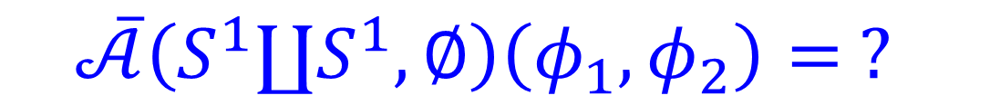 𝒜̄(S¹∐S¹, ∅)(ϕ₁, ϕ₂) = ?